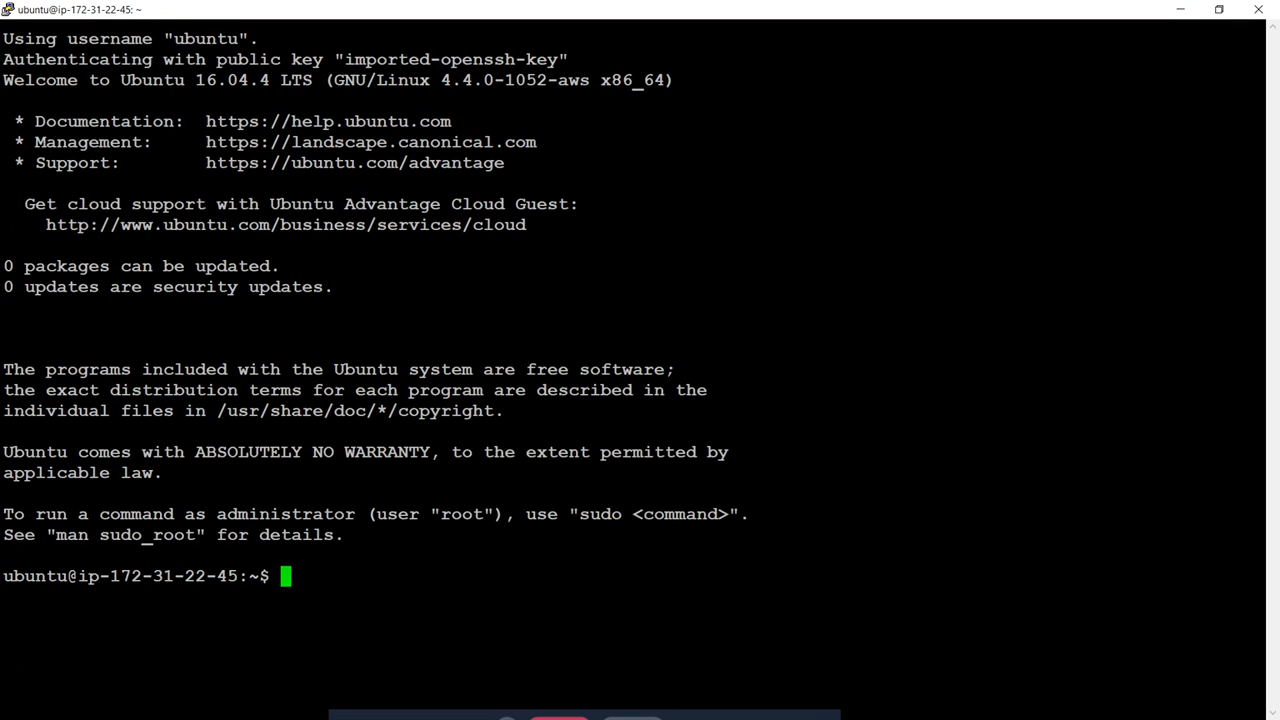 ubuntu@ip-172-31-22-45: ~
Using username "ubuntu".
Authenticating with public key "imported-openssh-key"
Welcome to Ubuntu 16.04.4 LTS (GNU/Linux 4.4.0-1052-aws x86_64)
* Documentation: https://help.ubuntu.com
* Management: https://landscape.canonical.com
* Support: https://ubuntu.com/advantage
Get cloud support with Ubuntu Advantage Cloud Guest:
http://www.ubuntu.com/business/services/cloud
0 packages can be updated.
0 updates are security updates.
The programs included with the Ubuntu system are free software;
the exact distribution terms for each program are described in the
individual files in /usr/share/doc/*/copyright.
Ubuntu comes with ABSOLUTELY NO WARRANTY, to the extent permitted by
applicable law.
To run a command as administrator (user "root"), use "sudo <command>".
See "man sudo_root" for details.
ubuntu@ip-172-31-22-45:~$